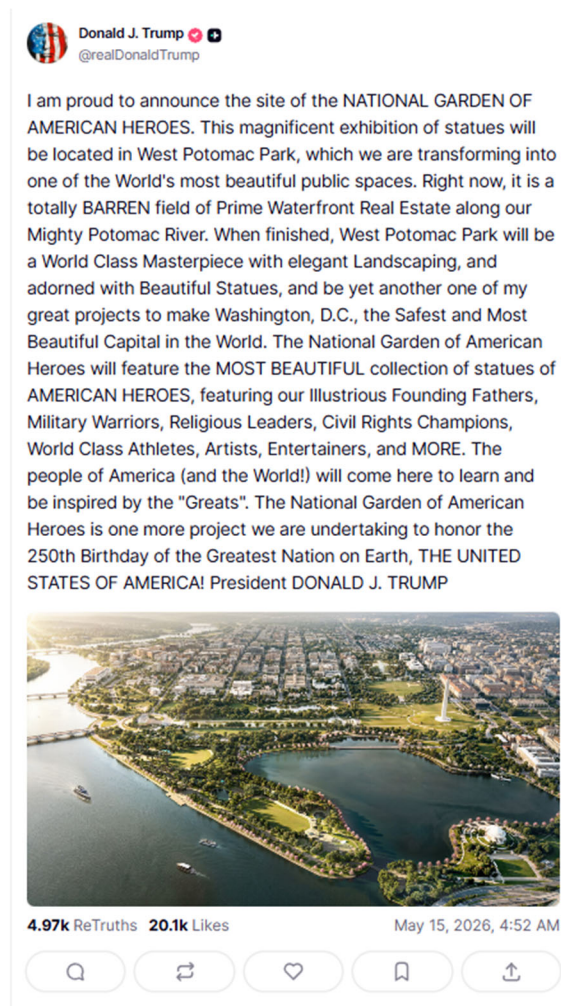 Donald J. Trump
@realDonaldTrump
I am proud to announce the site of the NATIONAL GARDEN OF
AMERICAN HEROES. This magnificent exhibition of statues will
be located in West Potomac Park, which we are transforming into
one of the World's most beautiful public spaces. Right now, it is a
totally BARREN field of Prime Waterfront Real Estate along our
Mighty Potomac River. When finished, West Potomac Park will be
a World Class Masterpiece with elegant Landscaping, and
adorned with Beautiful Statues, and be yet another one of my
great projects to make Washington, D.C., the Safest and Most
Beautiful Capital in the World. The National Garden of American
Heroes will feature the MOST BEAUTIFUL collection of statues of
AMERICAN HEROES, featuring our Illustrious Founding Fathers,
Military Warriors, Religious Leaders, Civil Rights Champions,
World Class Athletes, Artists, Entertainers, and MORE. The
people of America (and the World!) will come here to learn and
be inspired by the "Greats". The National Garden of American
Heroes is one more project we are undertaking to honor the
250th Birthday of the Greatest Nation on Earth, THE UNITED
STATES OF AMERICA! President DONALD J. TRUMP
4.97k ReTruths 20.1k Likes May 15, 2026, 4:52 AM